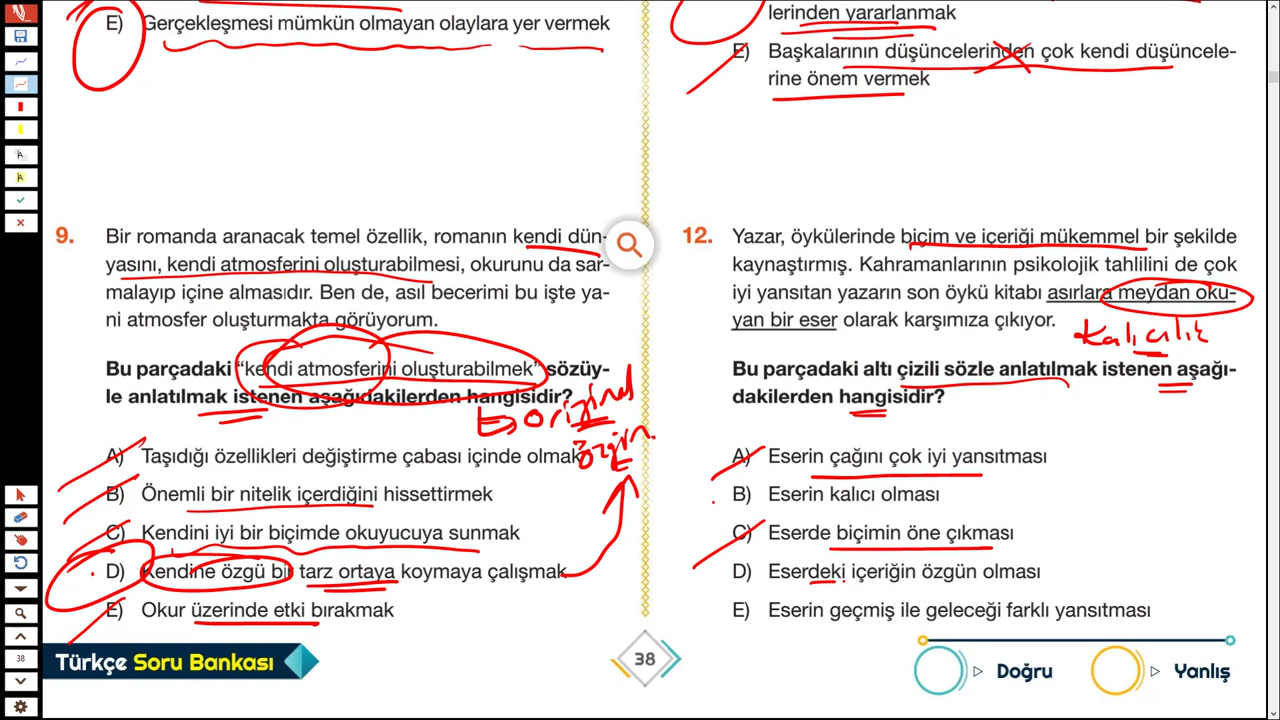 E) Gerçekleşmesi mümkün olmayan olaylara yer vermek
9. Bir romanda aranacak temel özellik, romanın kendi dün-
yasını, kendi atmosferini oluşturabilmesi, okurunu da sar-
malayıp içine almasıdır. Ben de, asıl becerimi bu işte ya-
ni atmosfer oluşturmakta görüyorum.
Bu parçadaki “kendi atmosferini oluşturabilmek” sözüy-
le anlatılmak istenen aşağıdakilerden hangisidir?
orijinal
özgün.
A) Taşıdığı özellikleri değiştirme çabası içinde olmak
B) Önemli bir nitelik içerdiğini hissettirmek
C) Kendini iyi bir biçimde okuyucuya sunmak
D) Kendine özgü bir tarz ortaya koymaya çalışmak
E) Okur üzerinde etki bırakmak
lerinden yararlanmak
E) Başkalarının düşüncelerinden çok kendi düşüncele-
rine önem vermek
12. Yazar, öykülerinde biçim ve içeriği mükemmel bir şekilde
kaynaştırmış. Kahramanlarının psikolojik tahlilini de çok
iyi yansıtan yazarın son öykü kitabı asırlara meydan oku-
yan bir eser olarak karşımıza çıkıyor.
Kalıcılık
Bu parçadaki altı çizili sözle anlatılmak istenen aşağı-
dakilerden hangisidir?
A) Eserin çağını çok iyi yansıtması
B) Eserin kalıcı olması
C) Eserde biçimin öne çıkması
D) Eserdeki içeriğin özgün olması
E) Eserin geçmiş ile geleceği farklı yansıtması
Türkçe Soru Bankası
38
Doğru
Yanlış
A
A
38